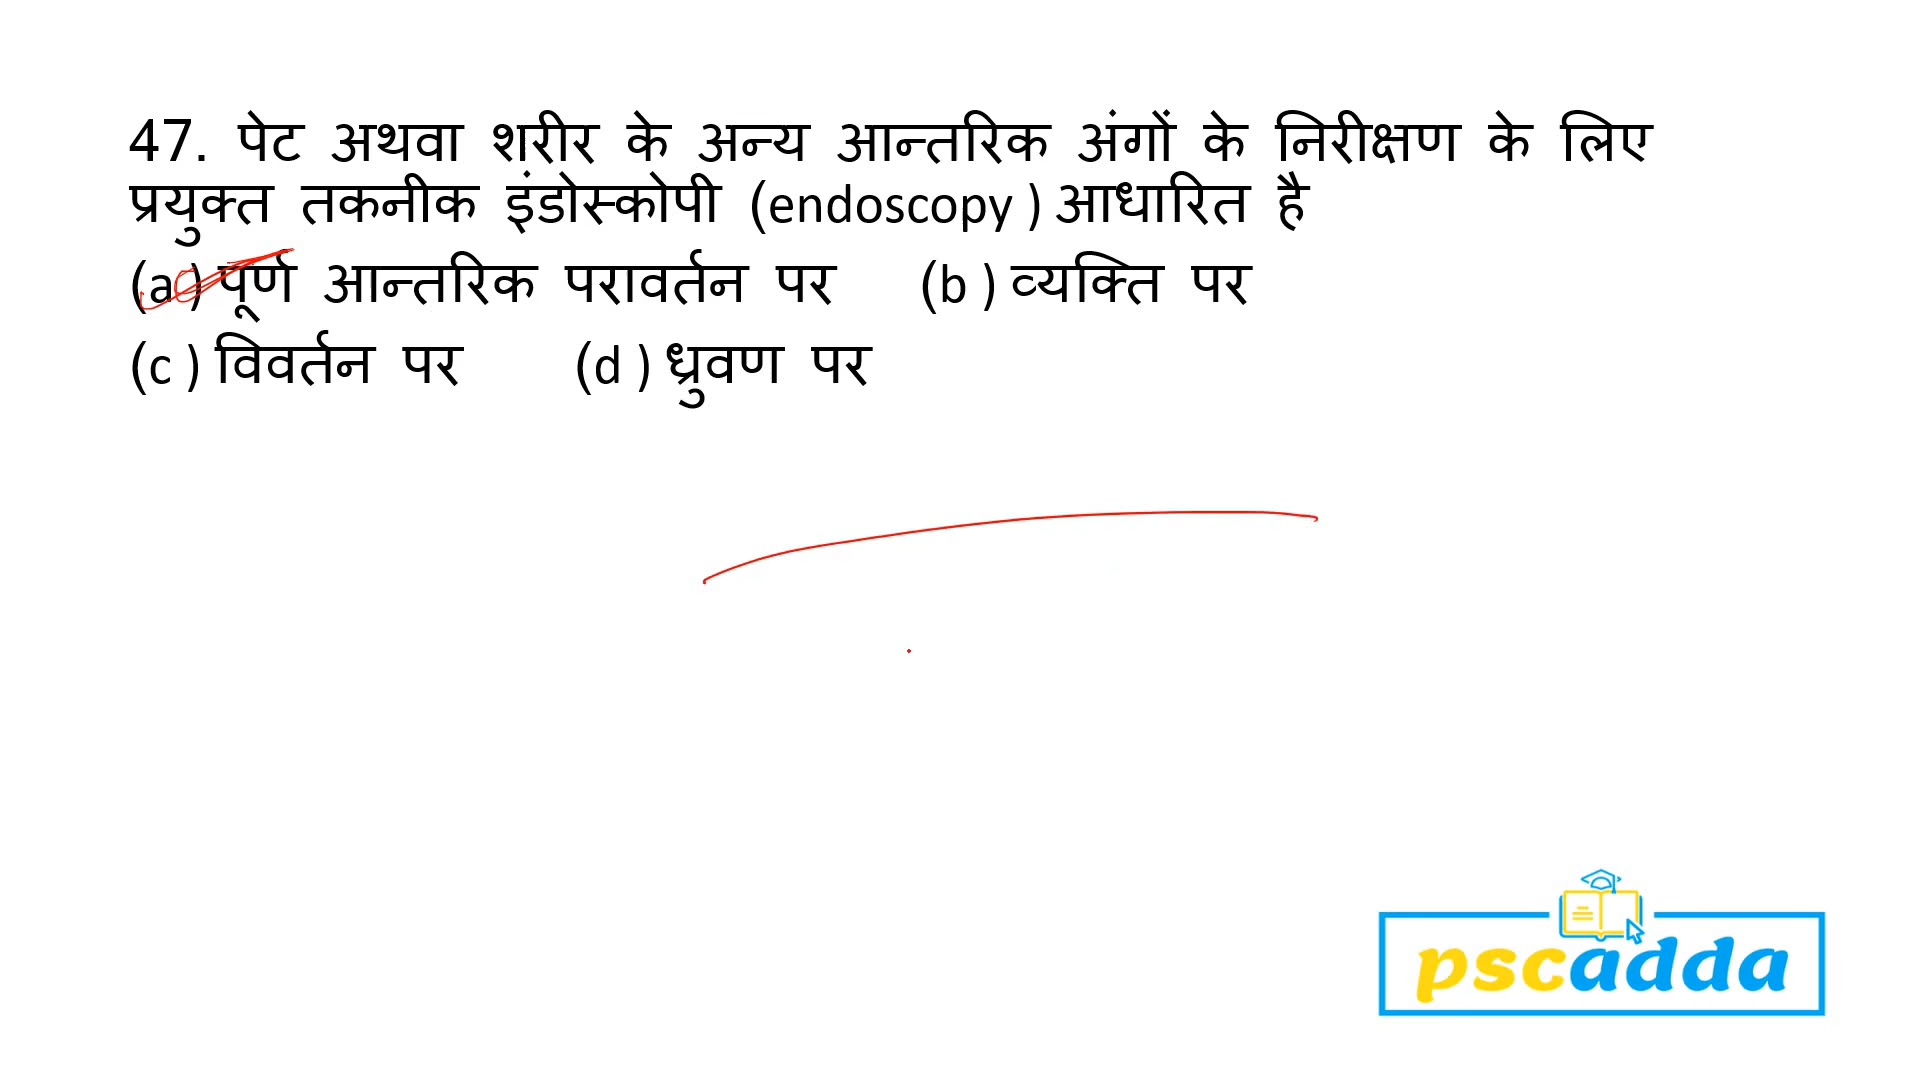 47. पेट अथवा शरीर के अन्य आन्तरिक अंगों के निरीक्षण के लिए
प्रयुक्त तकनीक इंडोस्कोपी (endoscopy ) आधारित है
(a ) पूर्ण आन्तरिक परावर्तन पर (b ) व्यक्ति पर
(c ) विवर्तन पर (d ) ध्रुवण पर
pscadda